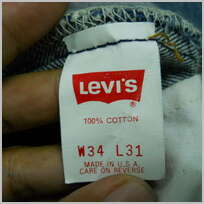 LEVI'S
100% COTTON
W34 L31
MADE IN U.S.A.
CARE ON REVERSE